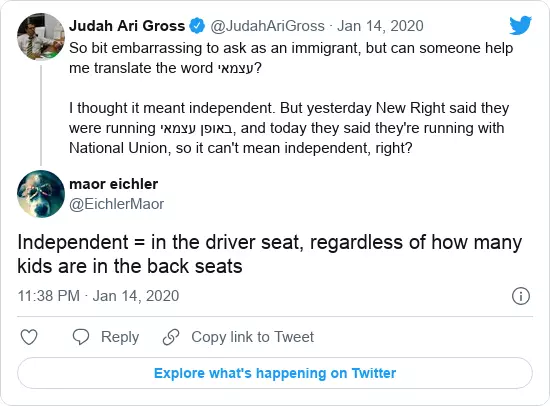 Judah Ari Gross @JudahAriGross · Jan 14, 2020
So bit embarrassing to ask as an immigrant, but can someone help
me translate the word עצמאי?
I thought it meant independent. But yesterday New Right said they
were running באופן עצמאי, and today they said they're running with
National Union, so it can't mean independent, right?
maor eichler
@EichlerMaor
Independent = in the driver seat, regardless of how many
kids are in the back seats
11:38 PM · Jan 14, 2020
Reply
Copy link to Tweet
Explore what's happening on Twitter